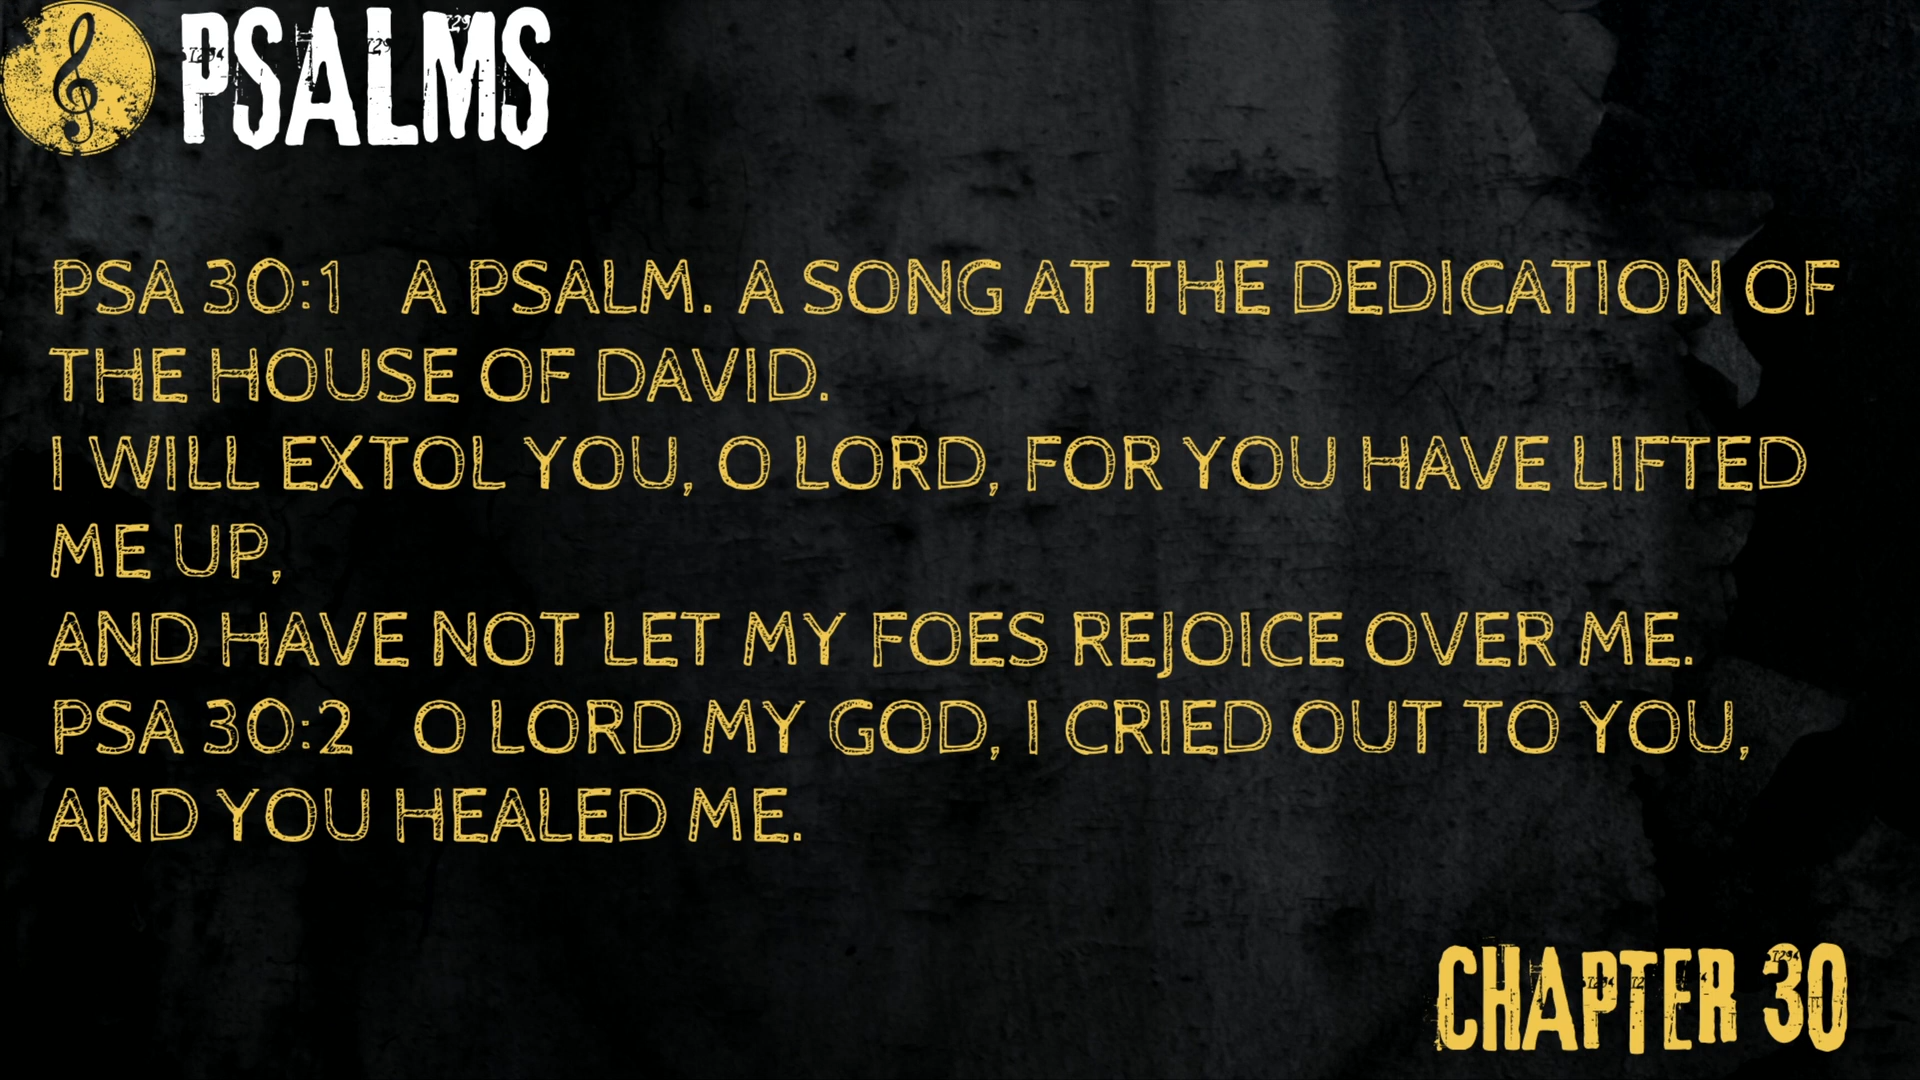 PSALMS
PSA 30:1 A PSALM. A SONG AT THE DEDICATION OF
THE HOUSE OF DAVID.
I WILL EXTOL YOU, O LORD, FOR YOU HAVE LIFTED
ME UP,
AND HAVE NOT LET MY FOES REJOICE OVER ME.
PSA 30:2 O LORD MY GOD, I CRIED OUT TO YOU,
AND YOU HEALED ME.
CHAPTER 30